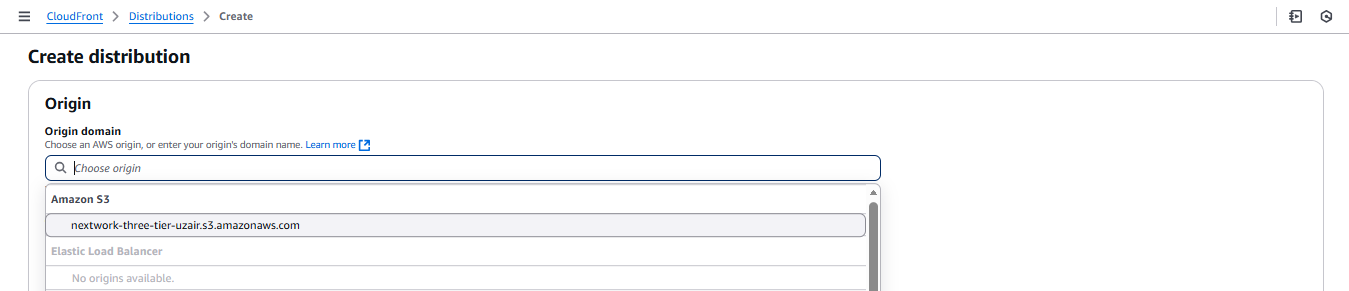 CloudFront > Distributions > Create
Create distribution
Origin
Origin domain
Choose an AWS origin, or enter your origin's domain name. Learn more
Choose origin
Amazon S3
nextwork-three-tier-uzair.s3.amazonaws.com
Elastic Load Balancer
No origins available.